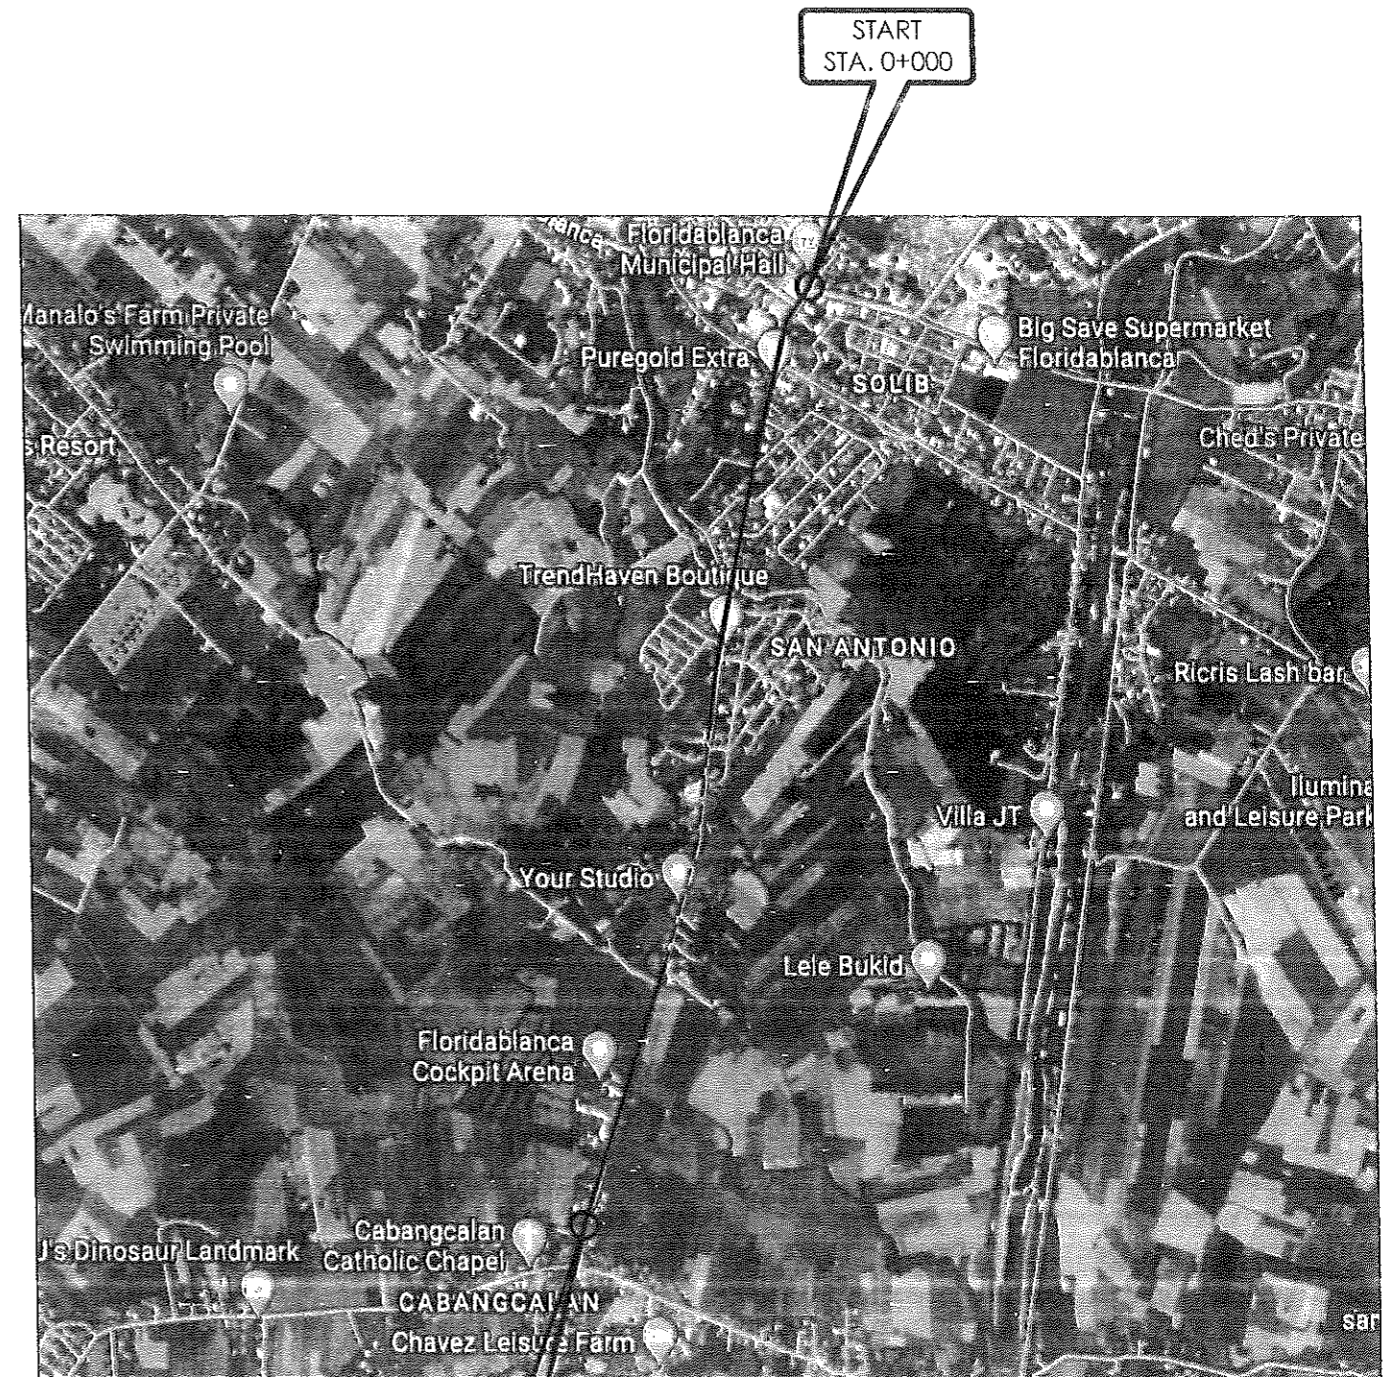 START
STA. 0+000
Floridablanca
Municipal Hall
Manalo's Farm Private
Swimming Pool
Puregold Extra
Big Save Supermarket
Floridablanca
SOLIB
s Resort
Ched's Private
TrendHaven Boutique
SAN ANTONIO
Ricris Lash bar
Ilumina
and Leisure Park
Villa JT
Your Studio
Lele Bukid
Floridablanca
Cockpit Arena
Cabangcalan
Catholic Chapel
J's Dinosaur Landmark
CABANGCALAN
Chavez Leisure Farm